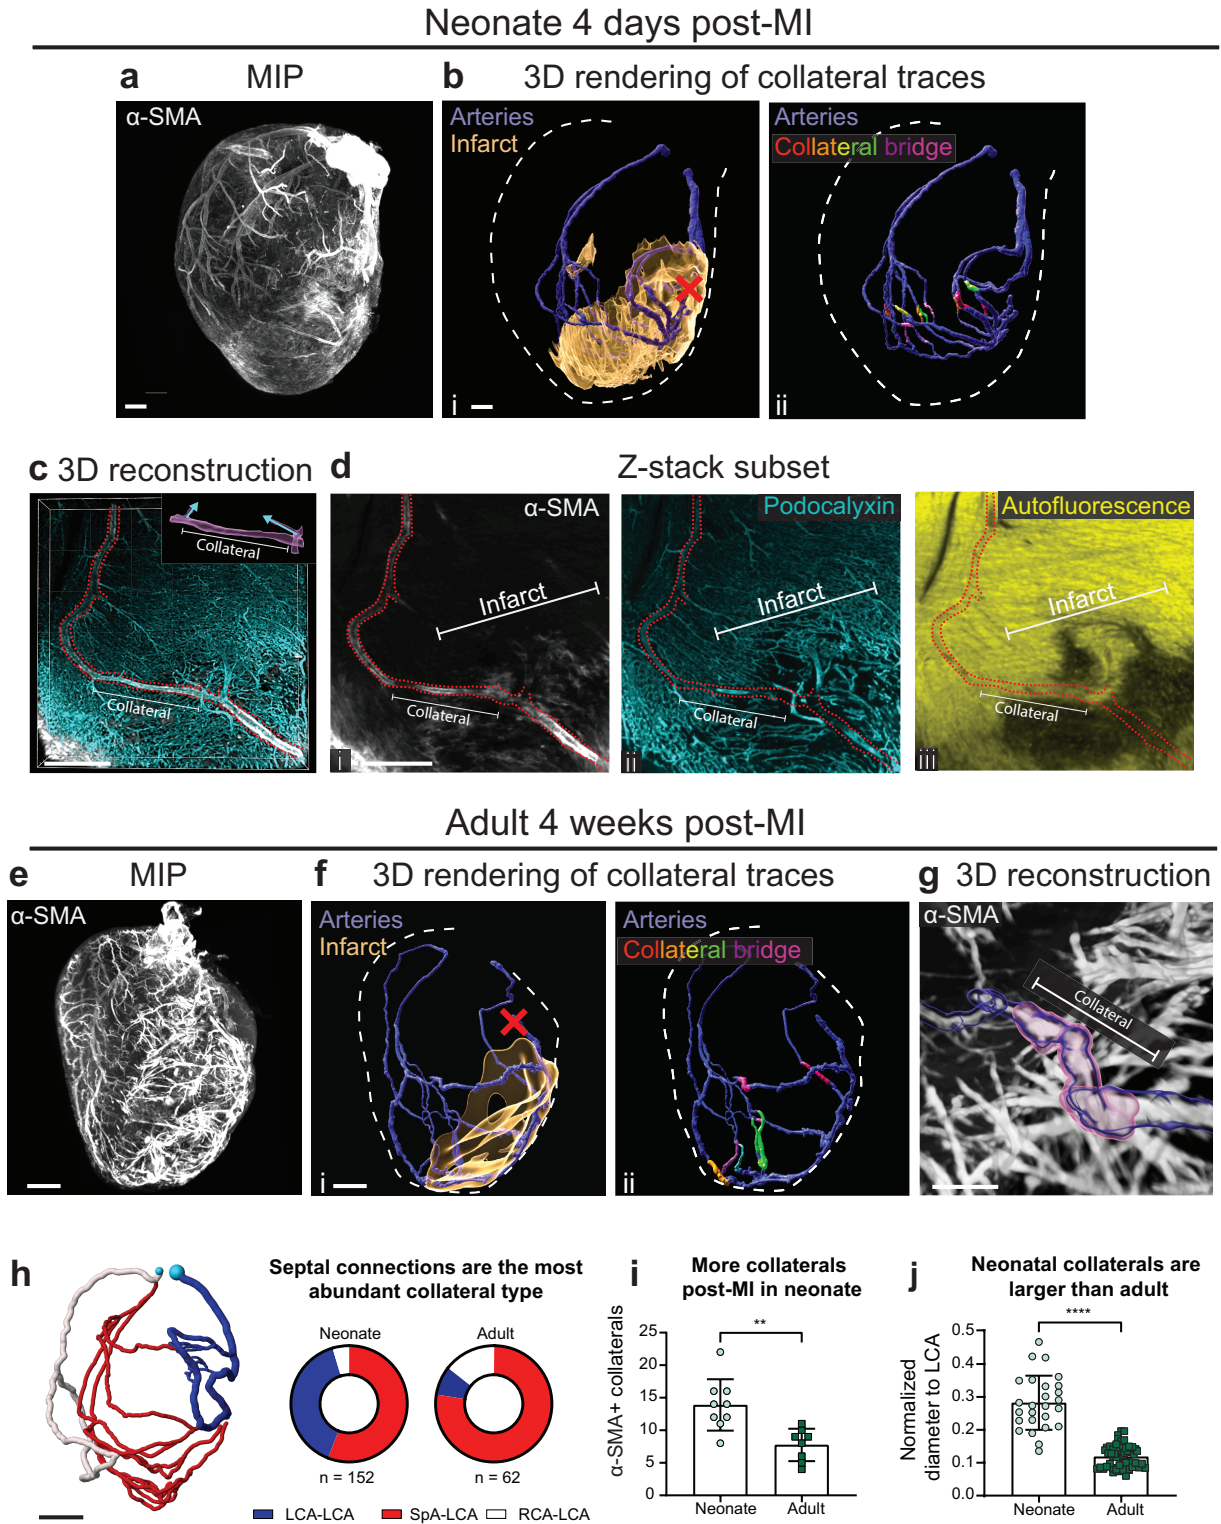 Neonate 4 days post-MI
a MIP
b 3D rendering of collateral traces
α-SMA
Arteries
Infarct
i
Arteries
Collateral bridge
ii
c 3D reconstruction
Collateral
Collateral
d Z-stack subset
α-SMA
Infarct
Collateral
i
Podocalyxin
Infarct
Collateral
ii
Autofluorescence
Infarct
Collateral
iii
Adult 4 weeks post-MI
e MIP
α-SMA
f 3D rendering of collateral traces
Arteries
Infarct
i
Arteries
Collateral bridge
ii
g 3D reconstruction
α-SMA
Collateral
h
Septal connections are the most
abundant collateral type
Neonate
Adult
n = 152
n = 62
LCA-LCA SpA-LCA RCA-LCA
i More collaterals
post-MI in neonate
α-SMA+ collaterals
25
20
15
10
5
0
**
Neonate Adult
j Neonatal collaterals are
larger than adult
Normalized
diameter to LCA
0.5
0.4
0.3
0.2
0.1
0.0
****
Neonate Adult